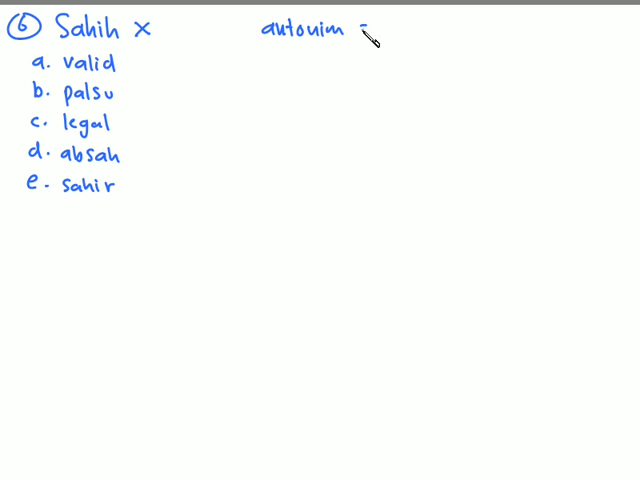 ⑥ Sahih × antonim =
a. valid
b. palsu
c. legal
d. absah
e. sahir